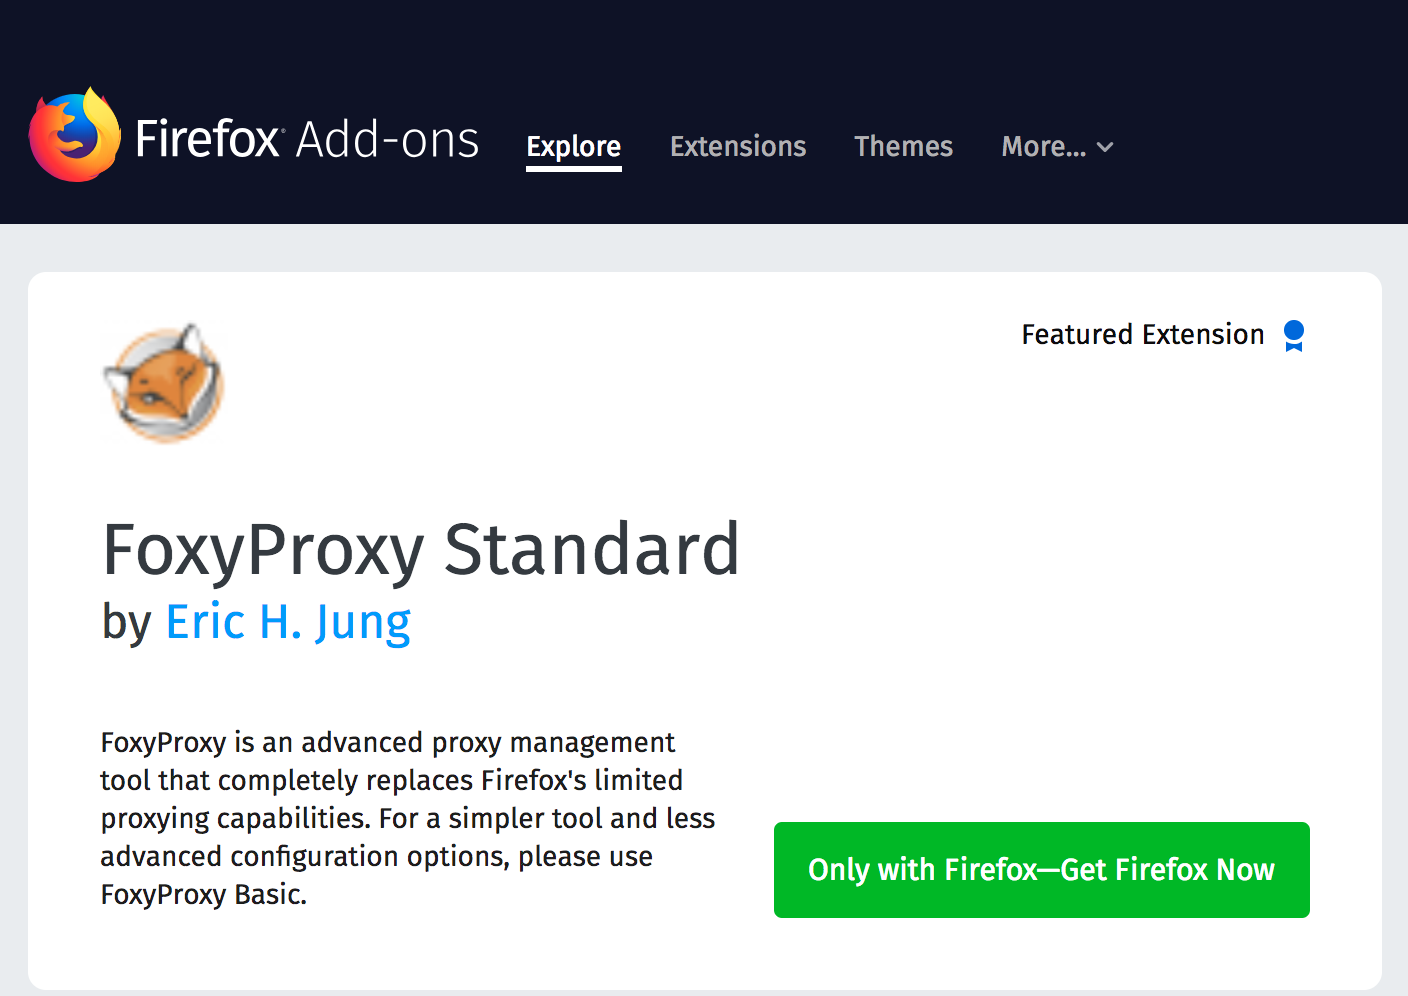 Firefox Add-ons
Explore
Extensions
Themes
More...
Featured Extension
FoxyProxy Standard
by Eric H. Jung
FoxyProxy is an advanced proxy management
tool that completely replaces Firefox's limited
proxying capabilities. For a simpler tool and less
advanced configuration options, please use
FoxyProxy Basic.
Only with Firefox—Get Firefox Now